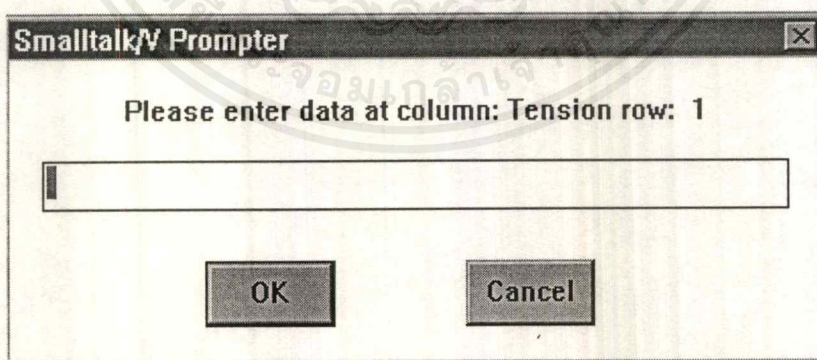 Smalltalk/V Prompter
Please enter data at column: Tension row: 1
OK
Cancel